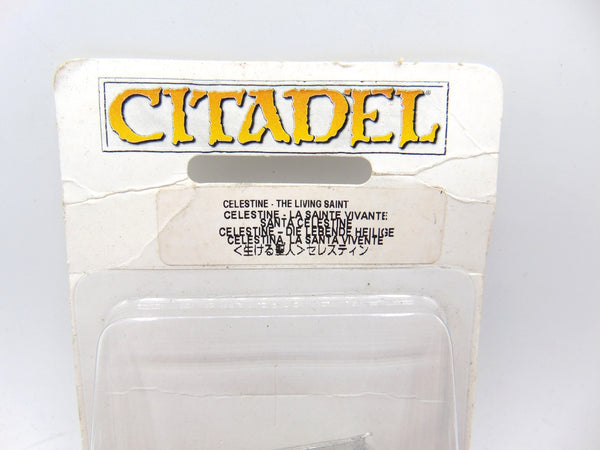 CITADEL
CELESTINE - THE LIVING SAINT
CELESTINE - LA SAINTE VIVANTE
SANTA CELESTINE
CELESTINE - DIE LEBENDE HEILIGE
CELESTINA, LA SANTA VIVENTE
<生ける聖人>セレスティン